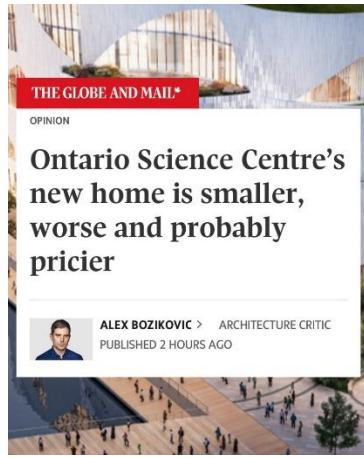 THE GLOBE AND MAIL*
OPINION
Ontario Science Centre's
new home is smaller,
worse and probably
pricier
ALEX BOZIKOVIC > ARCHITECTURE CRITIC
PUBLISHED 2 HOURS AGO